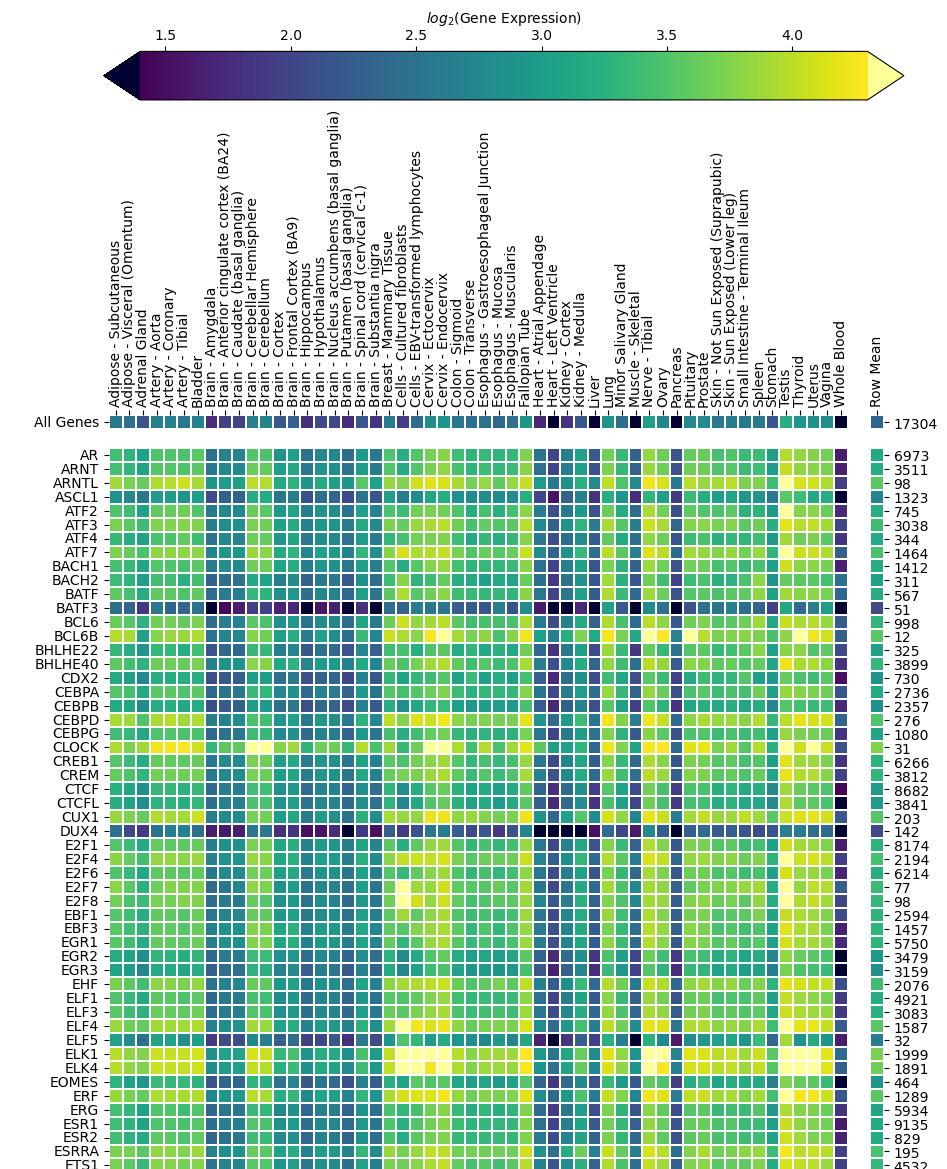 log2(Gene Expression)
1.5 2.0 2.5 3.0 3.5 4.0
Adipose - Subcutaneous
Adipose - Visceral (Omentum)
Adrenal Gland
Artery - Aorta
Artery - Coronary
Artery - Tibial
Bladder
Brain - Amygdala
Brain - Anterior cingulate cortex (BA24)
Brain - Caudate (basal ganglia)
Brain - Cerebellar Hemisphere
Brain - Cerebellum
Brain - Cortex
Brain - Frontal Cortex (BA9)
Brain - Hippocampus
Brain - Hypothalamus
Brain - Nucleus accumbens (basal ganglia)
Brain - Putamen (basal ganglia)
Brain - Spinal cord (cervical c-1)
Brain - Substantia nigra
Breast - Mammary Tissue
Cells - Cultured fibroblasts
Cells - EBV-transformed lymphocytes
Cervix - Ectocervix
Cervix - Endocervix
Colon - Sigmoid
Colon - Transverse
Esophagus - Gastroesophageal Junction
Esophagus - Mucosa
Esophagus - Muscularis
Fallopian Tube
Heart - Atrial Appendage
Heart - Left Ventricle
Kidney - Cortex
Kidney - Medulla
Liver
Lung
Minor Salivary Gland
Muscle - Skeletal
Nerve - Tibial
Ovary
Pancreas
Pituitary
Prostate
Skin - Not Sun Exposed (Suprapubic)
Skin - Sun Exposed (Lower leg)
Small Intestine - Terminal Ileum
Spleen
Stomach
Testis
Thyroid
Uterus
Vagina
Whole Blood
Row Mean
All Genes 17304
AR 6973
ARNT 3511
ARNTL 98
ASCL1 1323
ATF2 745
ATF3 3038
ATF4 344
ATF7 1464
BACH1 1412
BACH2 311
BATF 567
BATF3 51
BCL6 998
BCL6B 12
BHLHE22 325
BHLHE40 3899
CDX2 730
CEBPA 2736
CEBPB 2357
CEBPD 276
CEBPG 1080
CLOCK 31
CREB1 6266
CREM 3812
CTCF 8682
CTCFL 3841
CUX1 203
DUX4 142
E2F1 8174
E2F4 2194
E2F6 6214
E2F7 77
E2F8 98
EBF1 2594
EBF3 1457
EGR1 5750
EGR2 3479
EGR3 3159
EHF 2076
ELF1 4921
ELF3 3083
ELF4 1587
ELF5 32
ELK1 1999
ELK4 1891
EOMES 464
ERF 1289
ERG 5934
ESR1 9135
ESR2 829
ESRRA 195
ETS1 4532